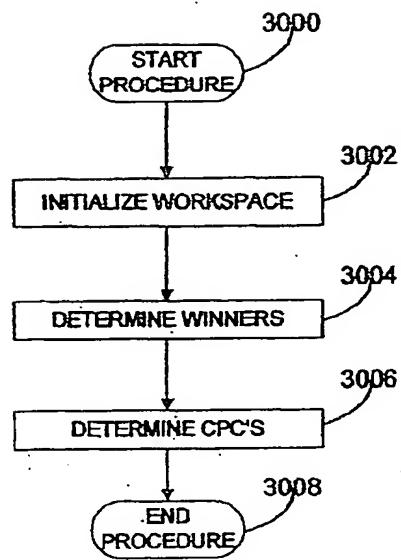 3000
START
PROCEDURE
3002
INITIALIZE WORKSPACE
3004
DETERMINE WINNERS
3006
DETERMINE CPC'S
3008
END
PROCEDURE